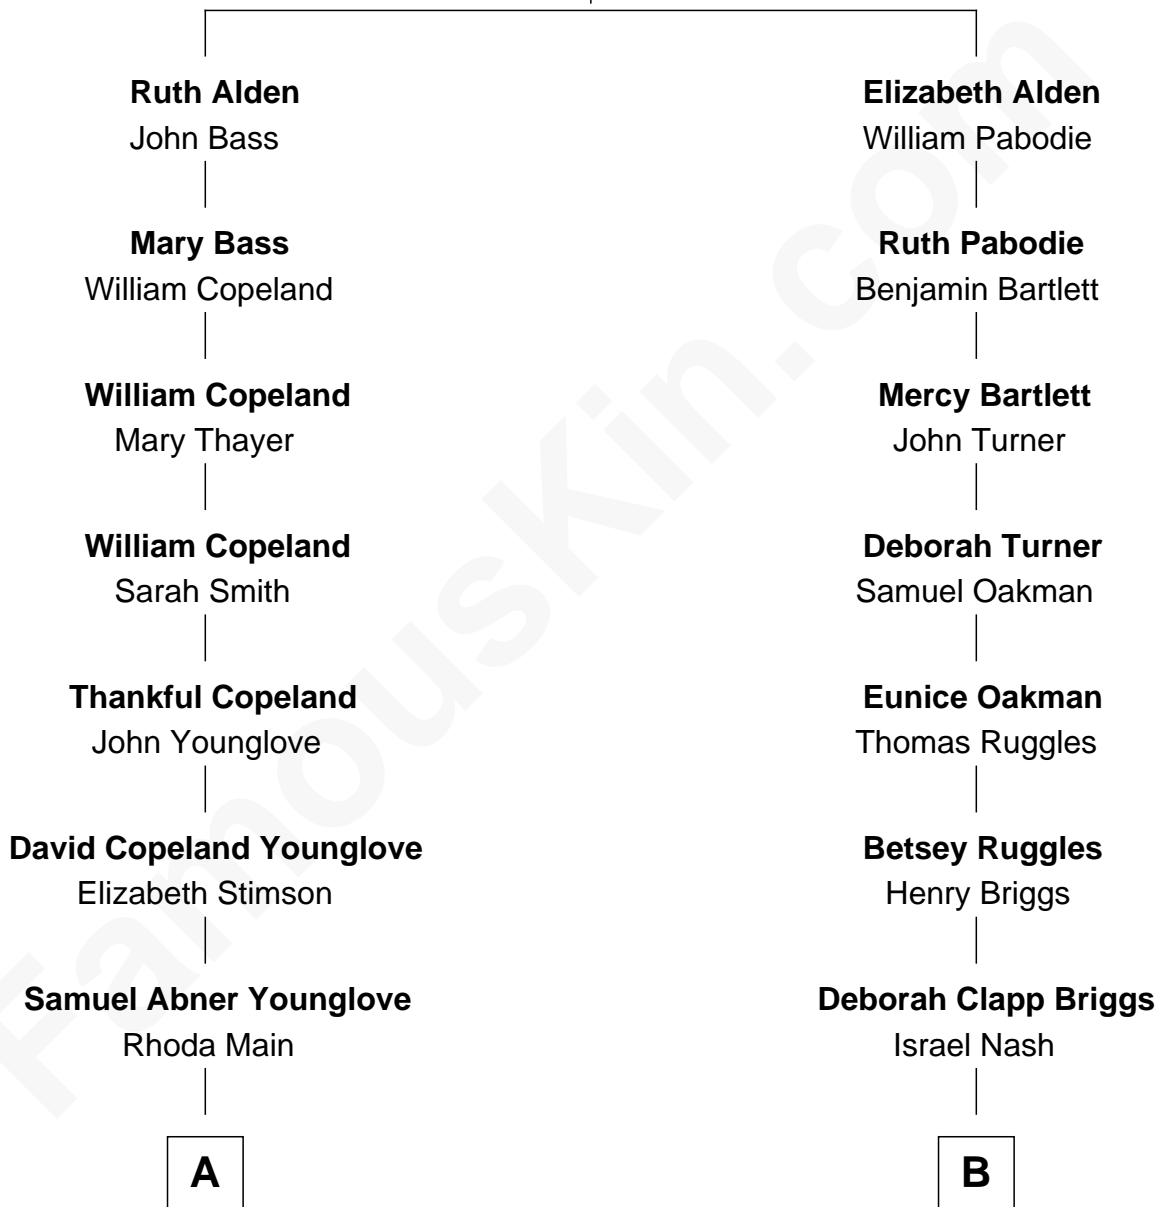 Ruth Alden
John Bass
Mary Bass
William Copeland
William Copeland
Mary Thayer
William Copeland
Sarah Smith
Thankful Copeland
John Younglove
David Copeland Younglove
Elizabeth Stimson
Samuel Abner Younglove
Rhoda Main
A
Elizabeth Alden
William Pabodie
Ruth Pabodie
Benjamin Bartlett
Mercy Bartlett
John Turner
Deborah Turner
Samuel Oakman
Eunice Oakman
Thomas Ruggles
Betsey Ruggles
Henry Briggs
Deborah Clapp Briggs
Israel Nash
B
FamousKin.com